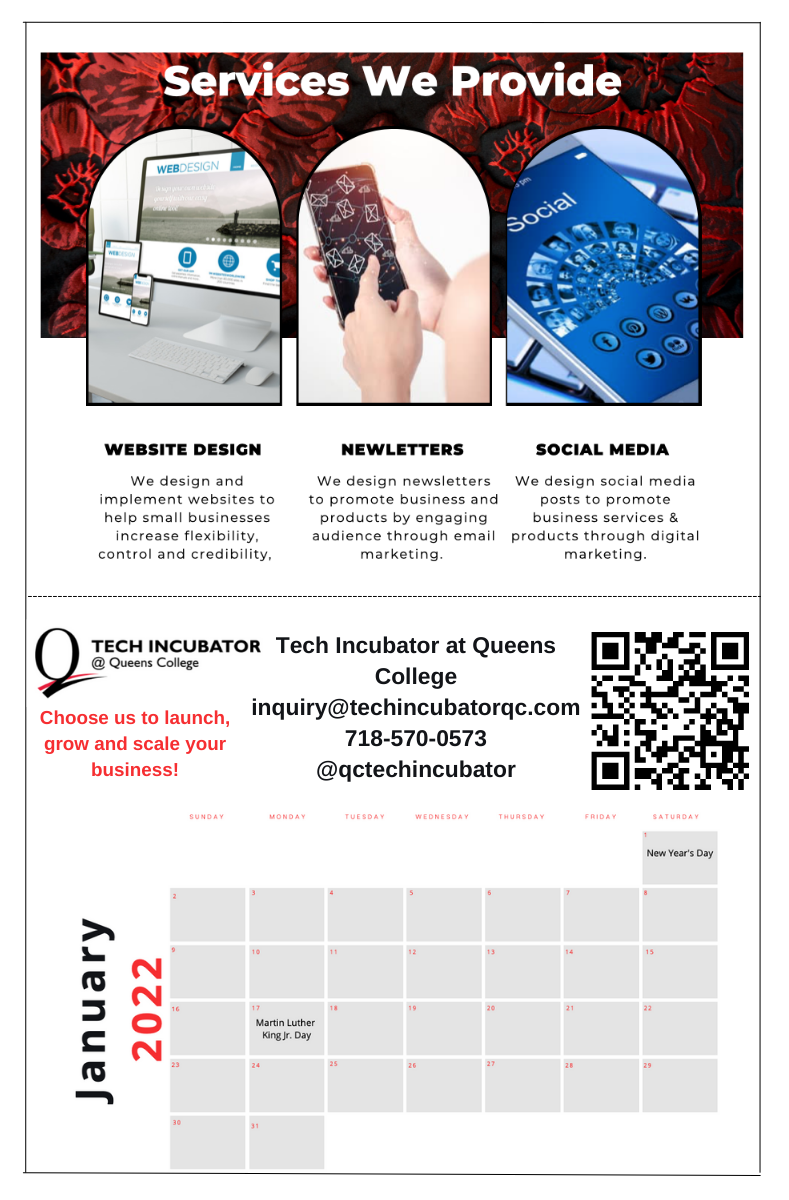 Services We Provide
WEBDESIGN
WEBDESIGN
WEBDESIGN
Social
WEBSITE DESIGN
We design and
implement websites to
help small businesses
increase flexibility,
control and credibility,
NEWLETTERS
We design newsletters
to promote business and
products by engaging
audience through email
marketing.
SOCIAL MEDIA
We design social media
posts to promote
business services &
products through digital
marketing.
TECH INCUBATOR
@ Queens College
Choose us to launch,
grow and scale your
business!
Tech Incubator at Queens
College
inquiry@techincubatorqc.com
718-570-0573
@qctechincubator
January
2022
SUNDAY MONDAY TUESDAY WEDNESDAY THURSDAY FRIDAY SATURDAY
1
New Year's Day
2 3 4 5 6 7 8
9 10 11 12 13 14 15
16 17 18 19 20 21 22
Martin Luther
King Jr. Day
23 24 25 26 27 28 29
30 31